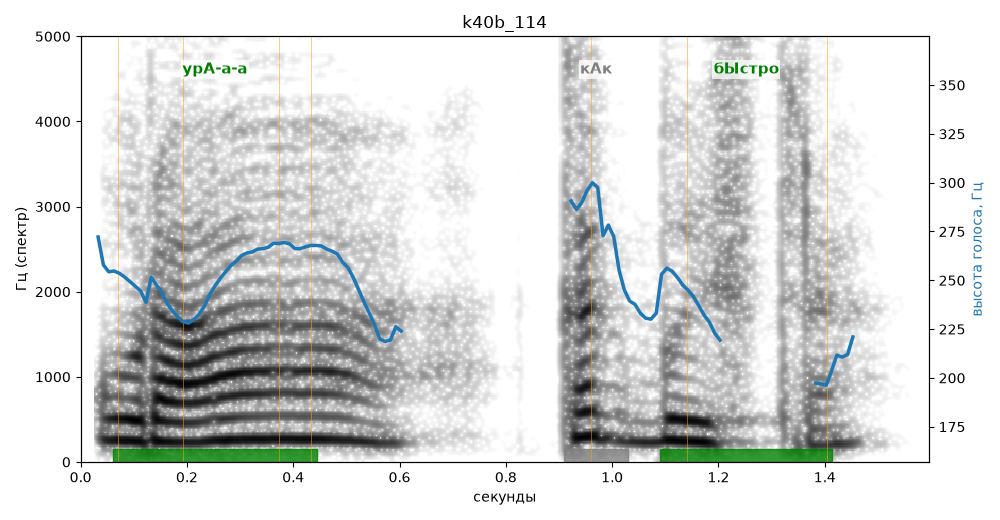 k40b_114
урА-а-а
кАк
быстро
5000
4000
3000
2000
1000
0
Гц (спектр)
350
325
300
275
250
225
200
175
высота голоса, Гц
0.0 0.2 0.4 0.6 0.8 1.0 1.2 1.4
секунды